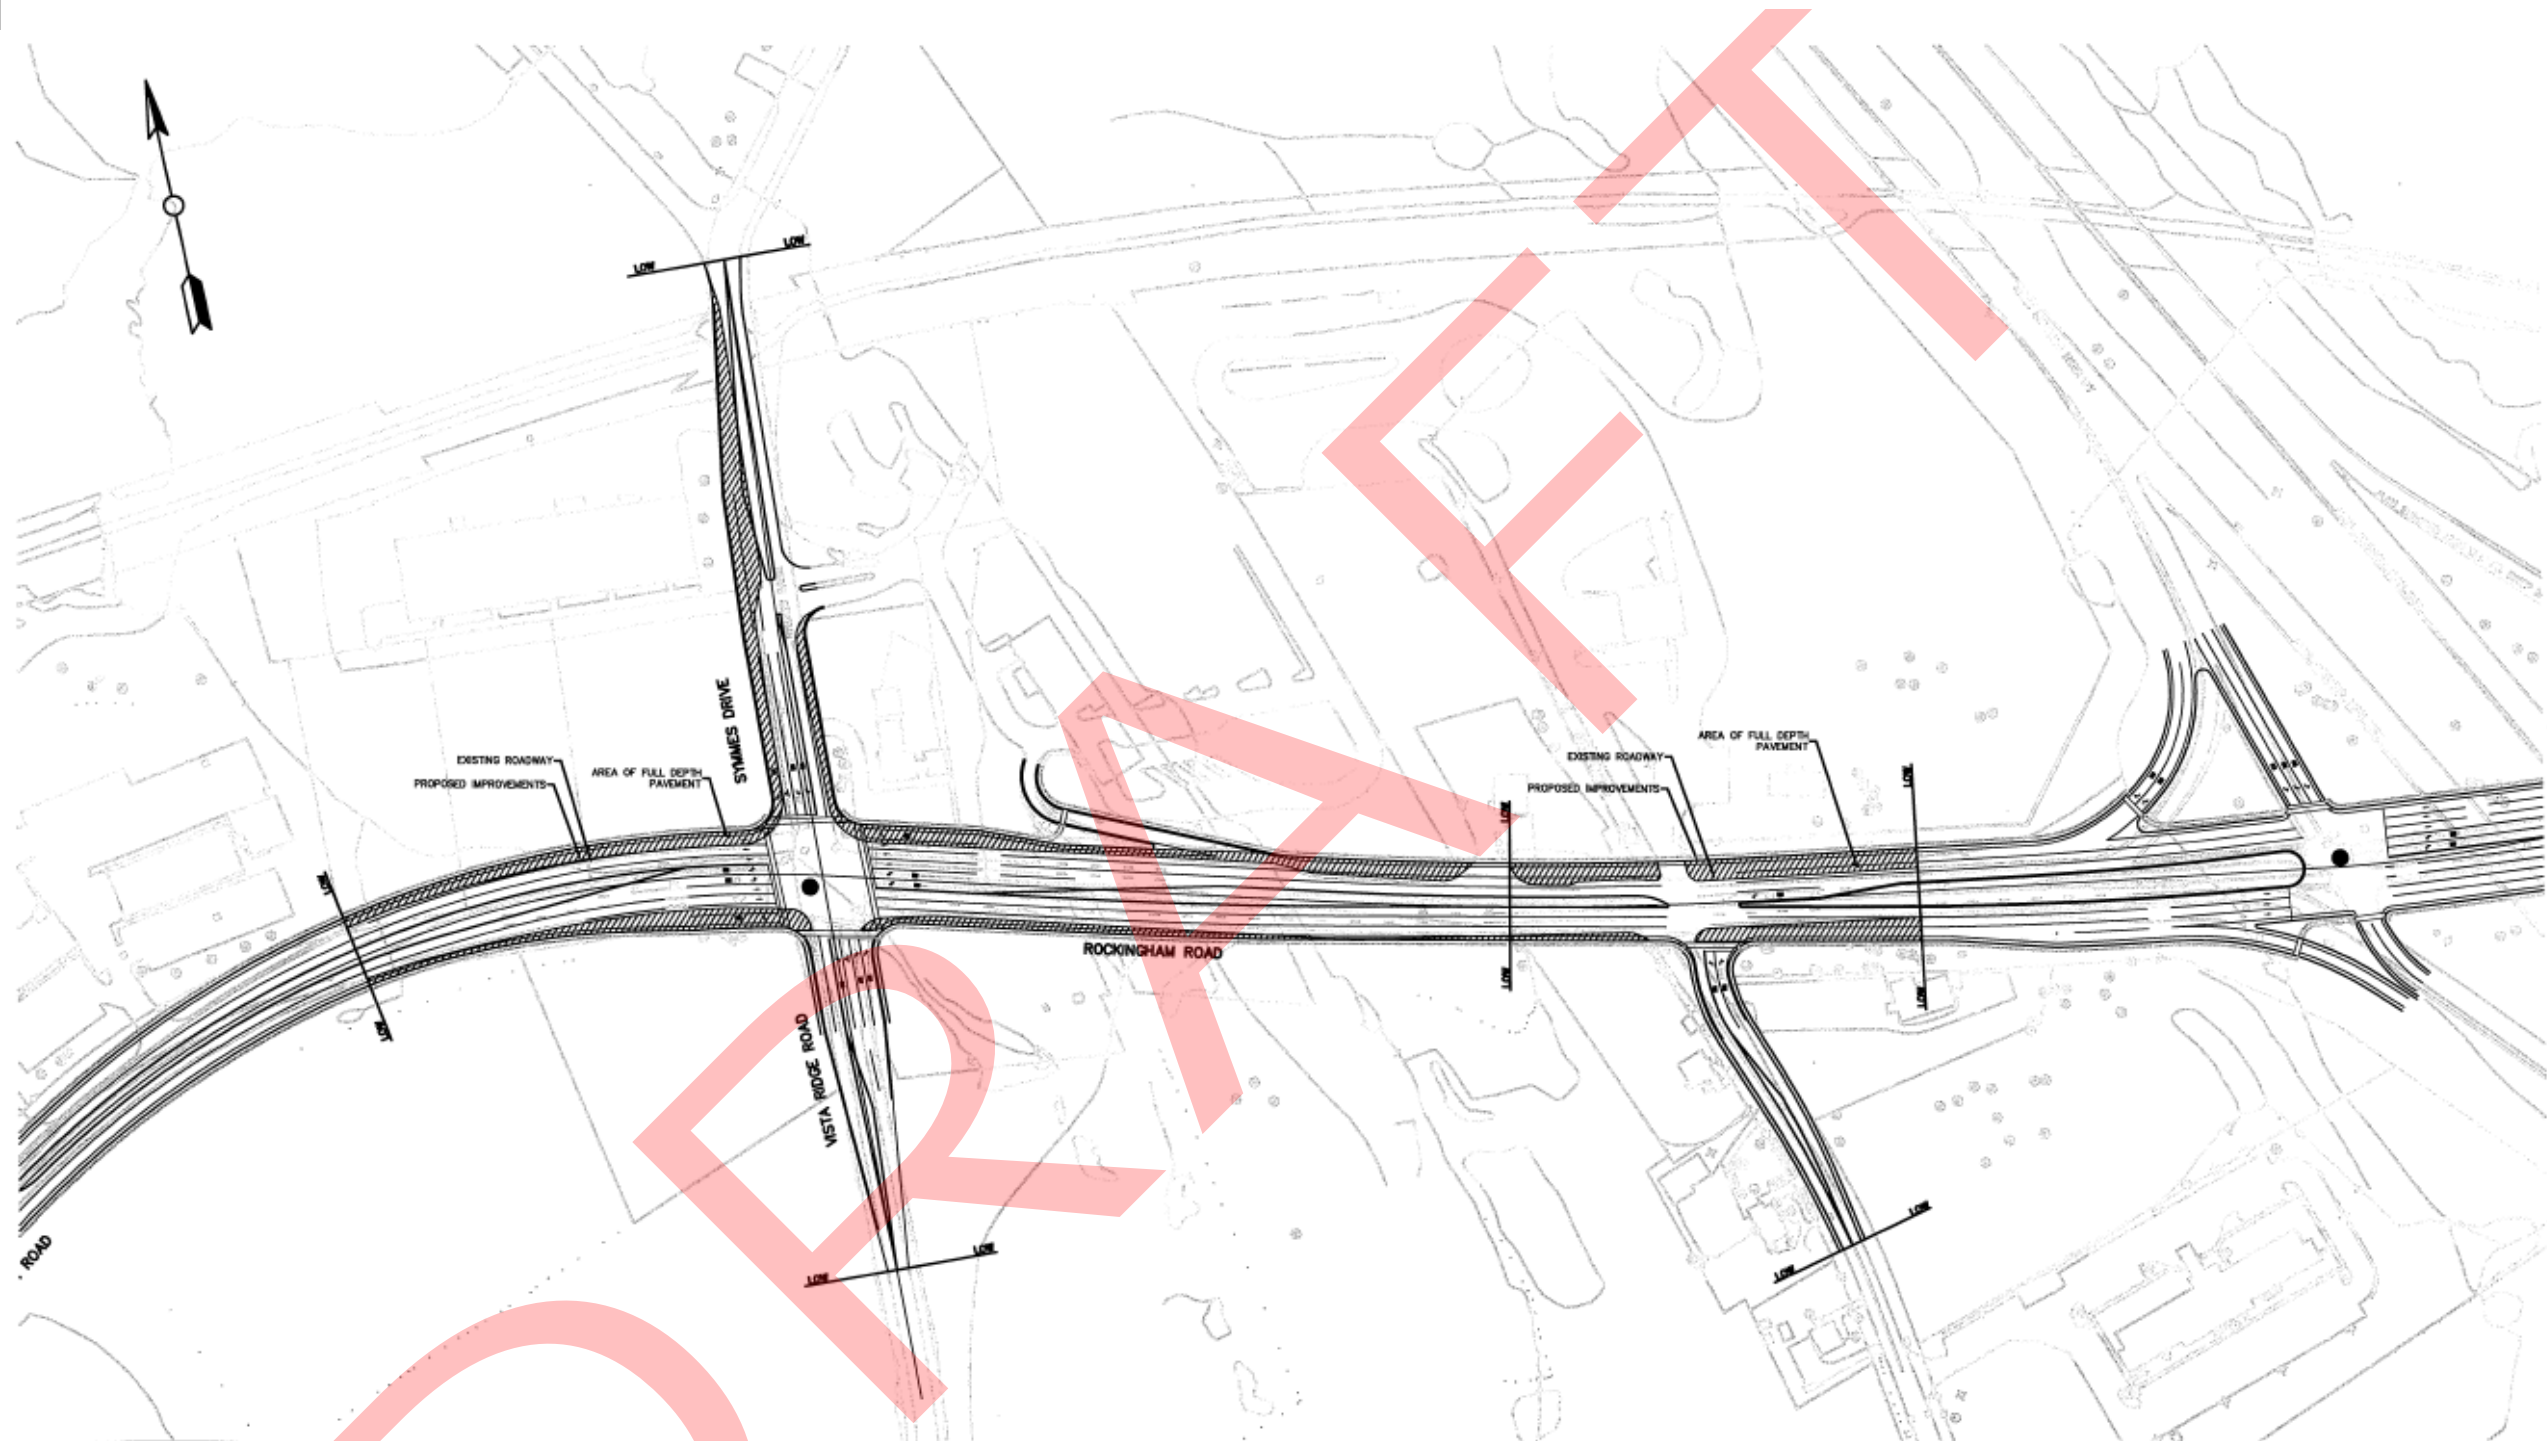 LOW
LOW
SYMMES DRIVE
EXISTING ROADWAY
PROPOSED IMPROVEMENTS
AREA OF FULL DEPTH
PAVEMENT
EXISTING ROADWAY
PROPOSED IMPROVEMENTS
AREA OF FULL DEPTH
PAVEMENT
LOW
LOW
LOW
LOW
LOW
LOW
ROCKINGHAM ROAD
VISTA RIDGE ROAD
LOW
LOW
LOW
LOW
ROAD
DRAFT